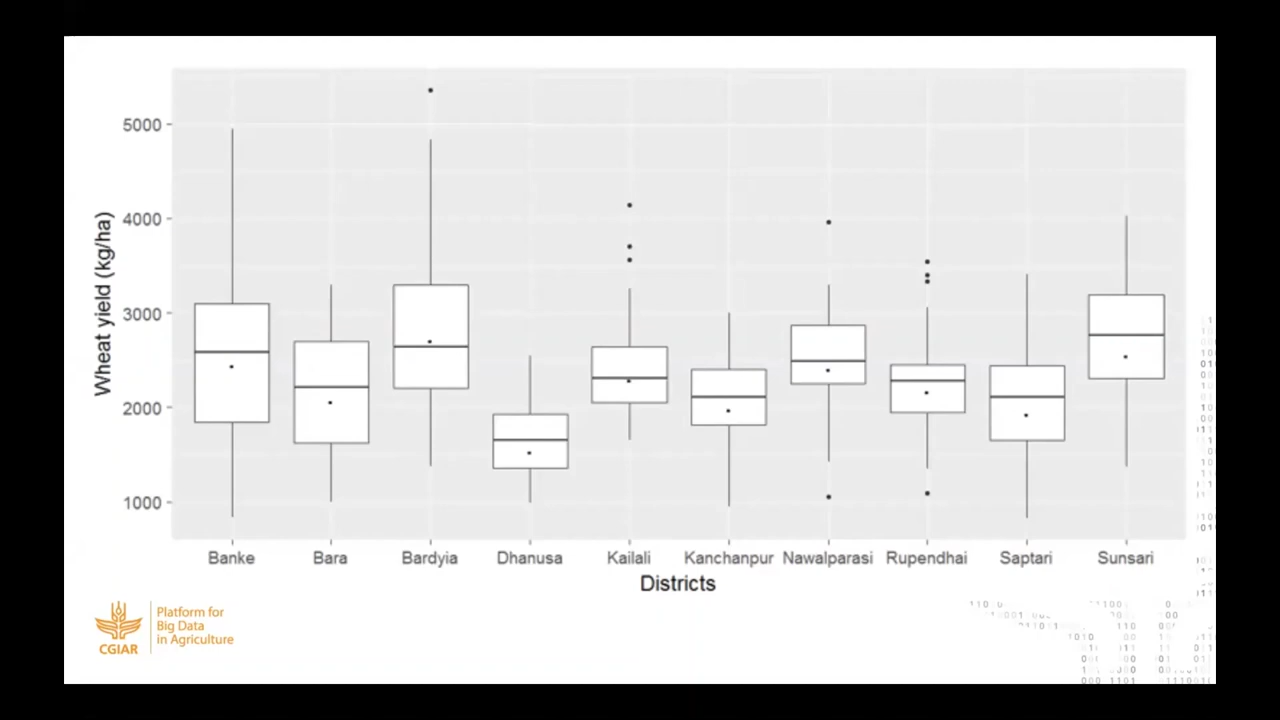 5000
4000
3000
2000
1000
Wheat yield (kg/ha)
Banke Bara Bardyia Dhanusa Kailali Kanchanpur Nawalparasi Rupendhai Saptari Sunsari
Districts
CGIAR
Platform for
Big Data
in Agriculture